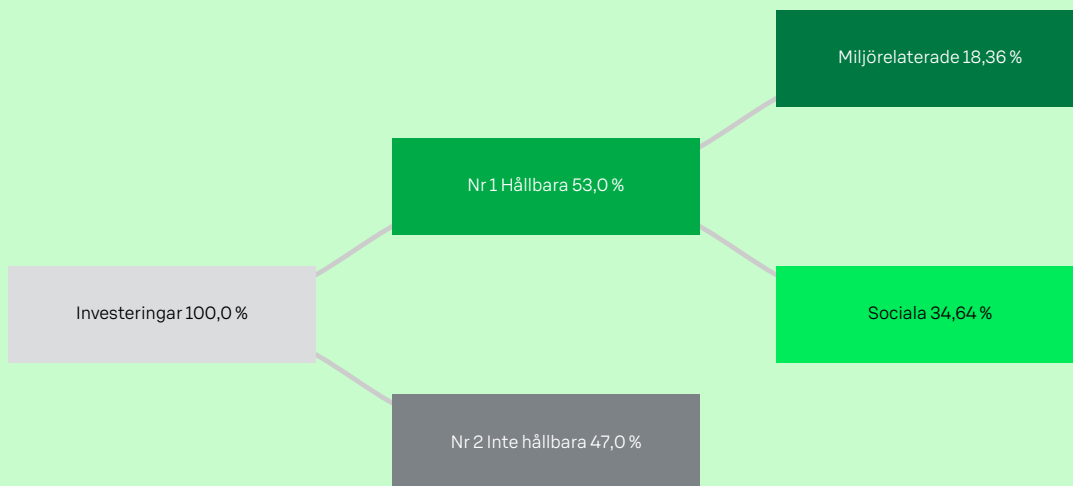 Miljörelaterade 18,36 %
Nr 1 Hållbara 53,0 %
Investeringar 100,0 %
Sociala 34,64 %
Nr 2 Inte hållbara 47,0 %